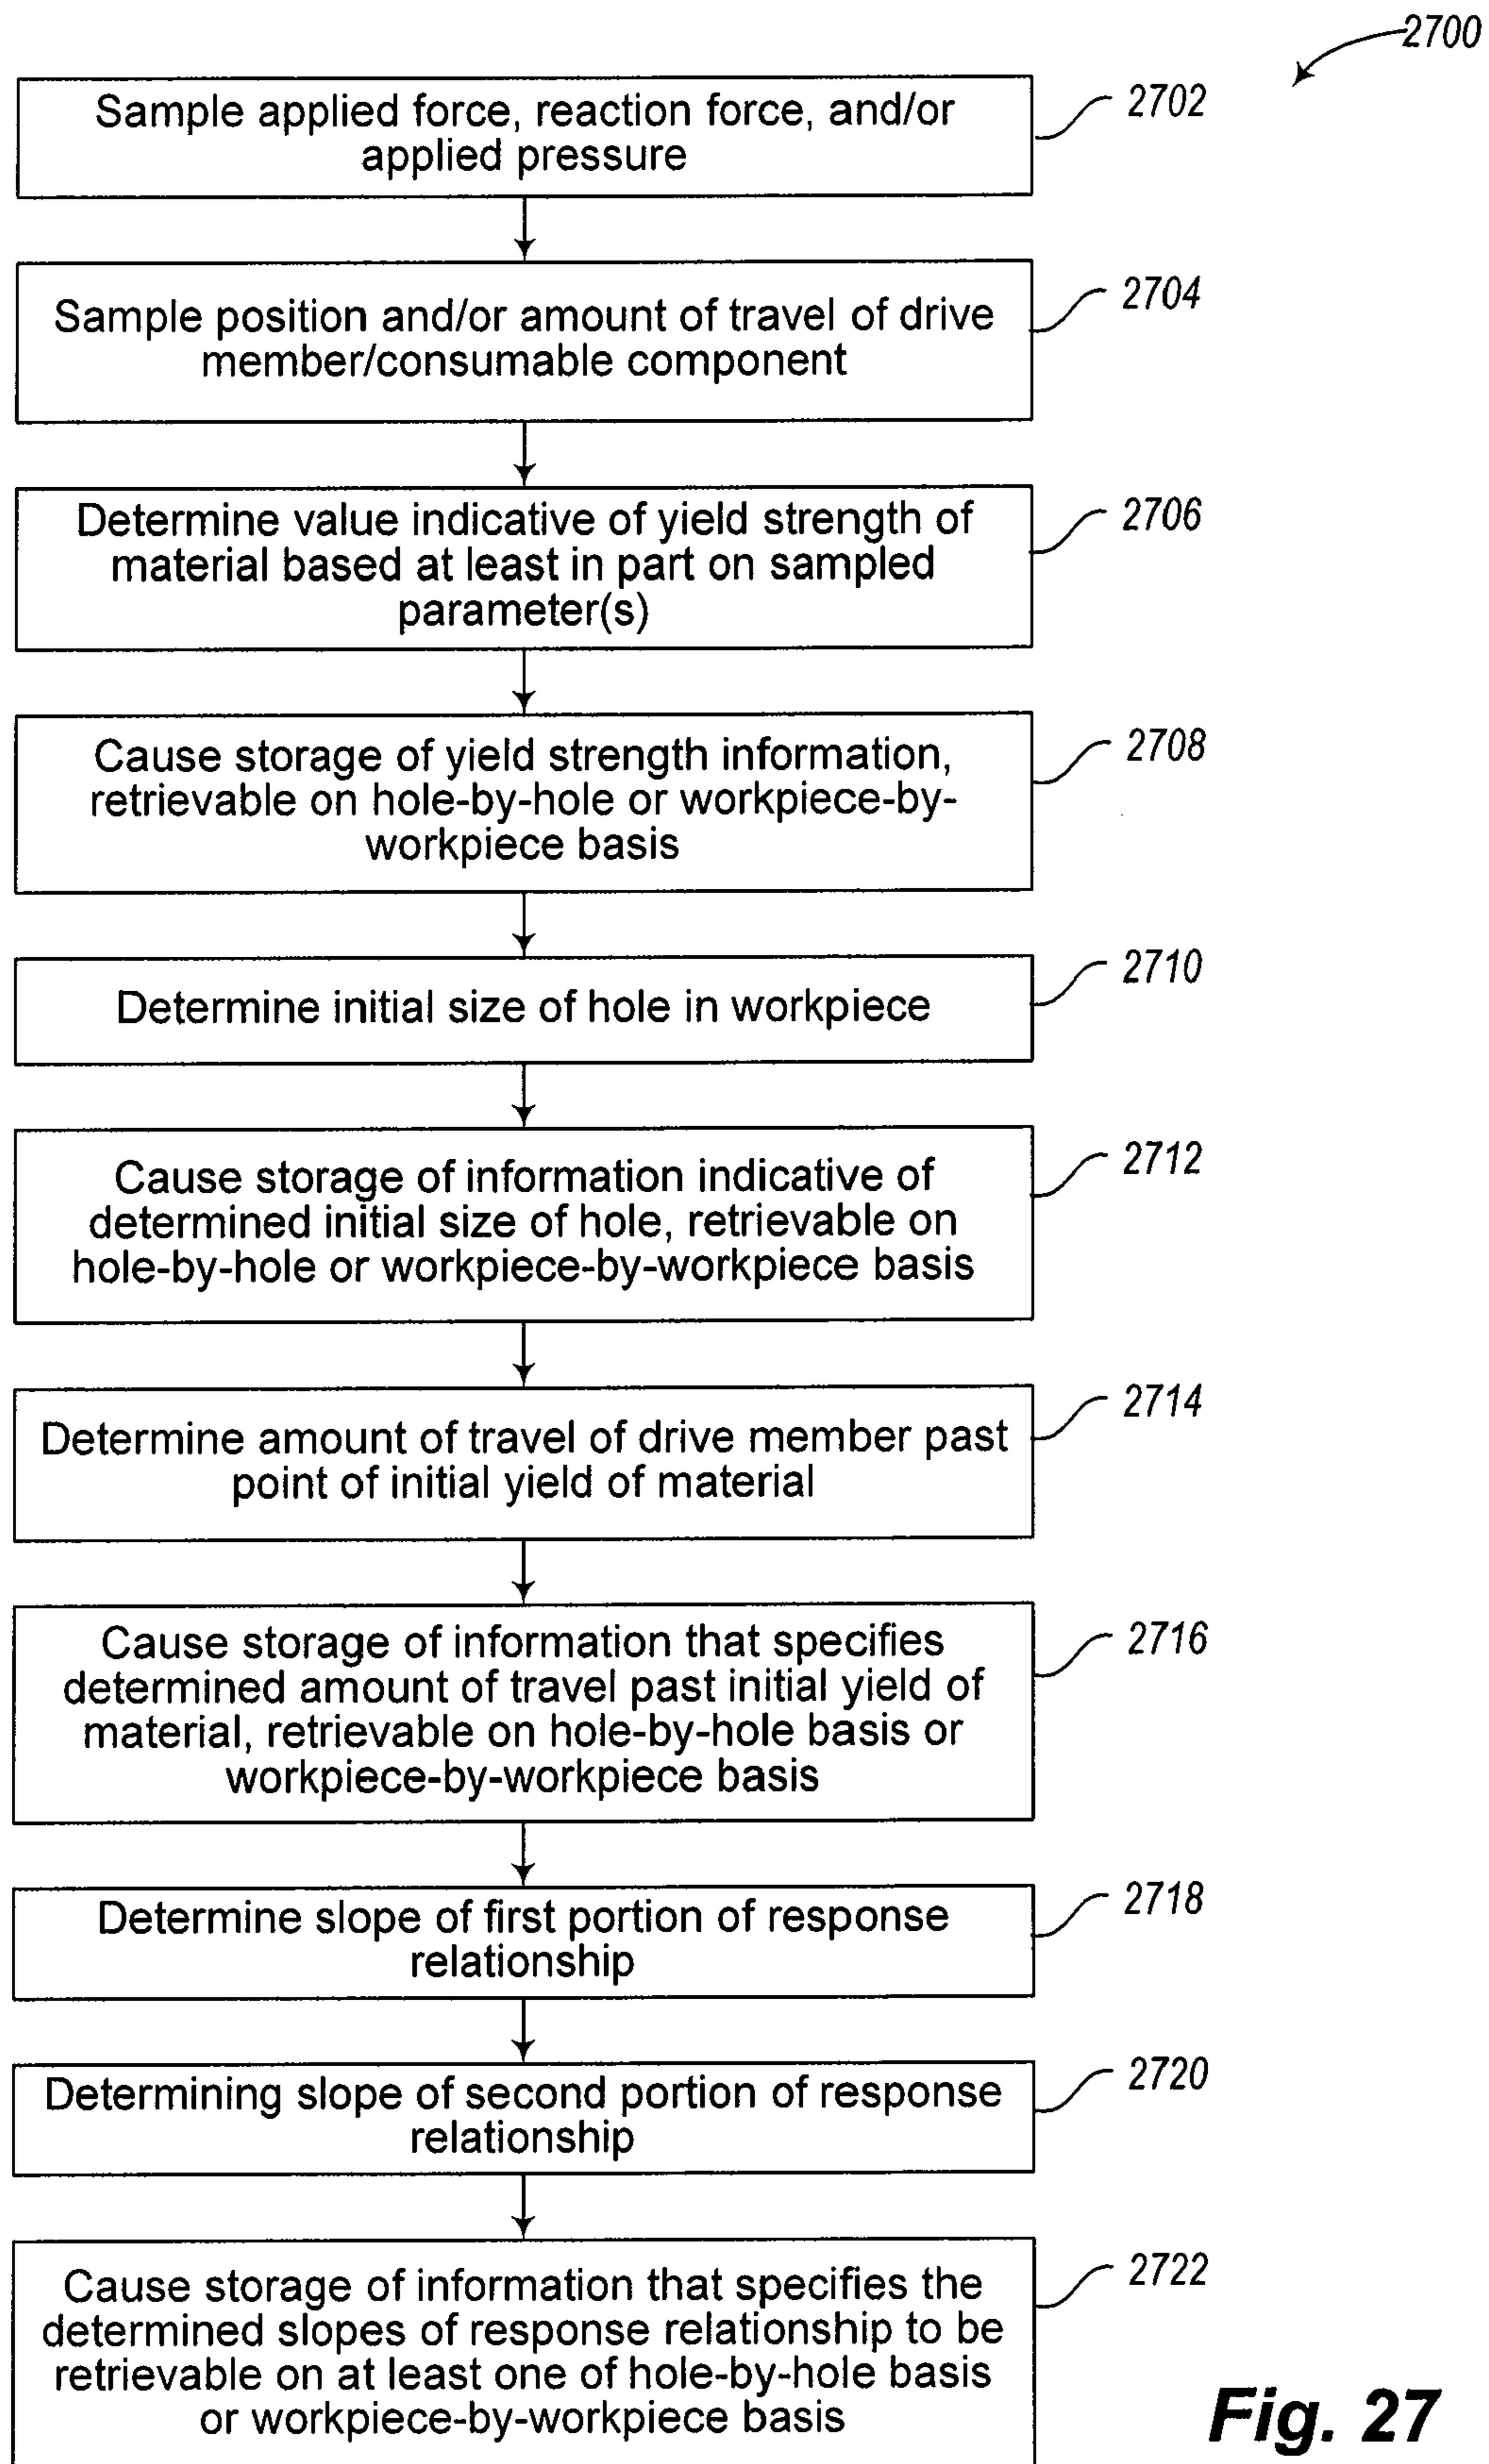 2700
Sample applied force, reaction force, and/or
applied pressure
2702
Sample position and/or amount of travel of drive
member/consumable component
2704
Determine value indicative of yield strength of
material based at least in part on sampled
parameter(s)
2706
Cause storage of yield strength information,
retrievable on hole-by-hole or workpiece-by-
workpiece basis
2708
Determine initial size of hole in workpiece
2710
Cause storage of information indicative of
determined initial size of hole, retrievable on
hole-by-hole or workpiece-by-workpiece basis
2712
Determine amount of travel of drive member past
point of initial yield of material
2714
Cause storage of information that specifies
determined amount of travel past initial yield of
material, retrievable on hole-by-hole basis or
workpiece-by-workpiece basis
2716
Determine slope of first portion of response
relationship
2718
Determining slope of second portion of response
relationship
2720
Cause storage of information that specifies the
determined slopes of response relationship to be
retrievable on at least one of hole-by-hole basis
or workpiece-by-workpiece basis
2722
Fig. 27